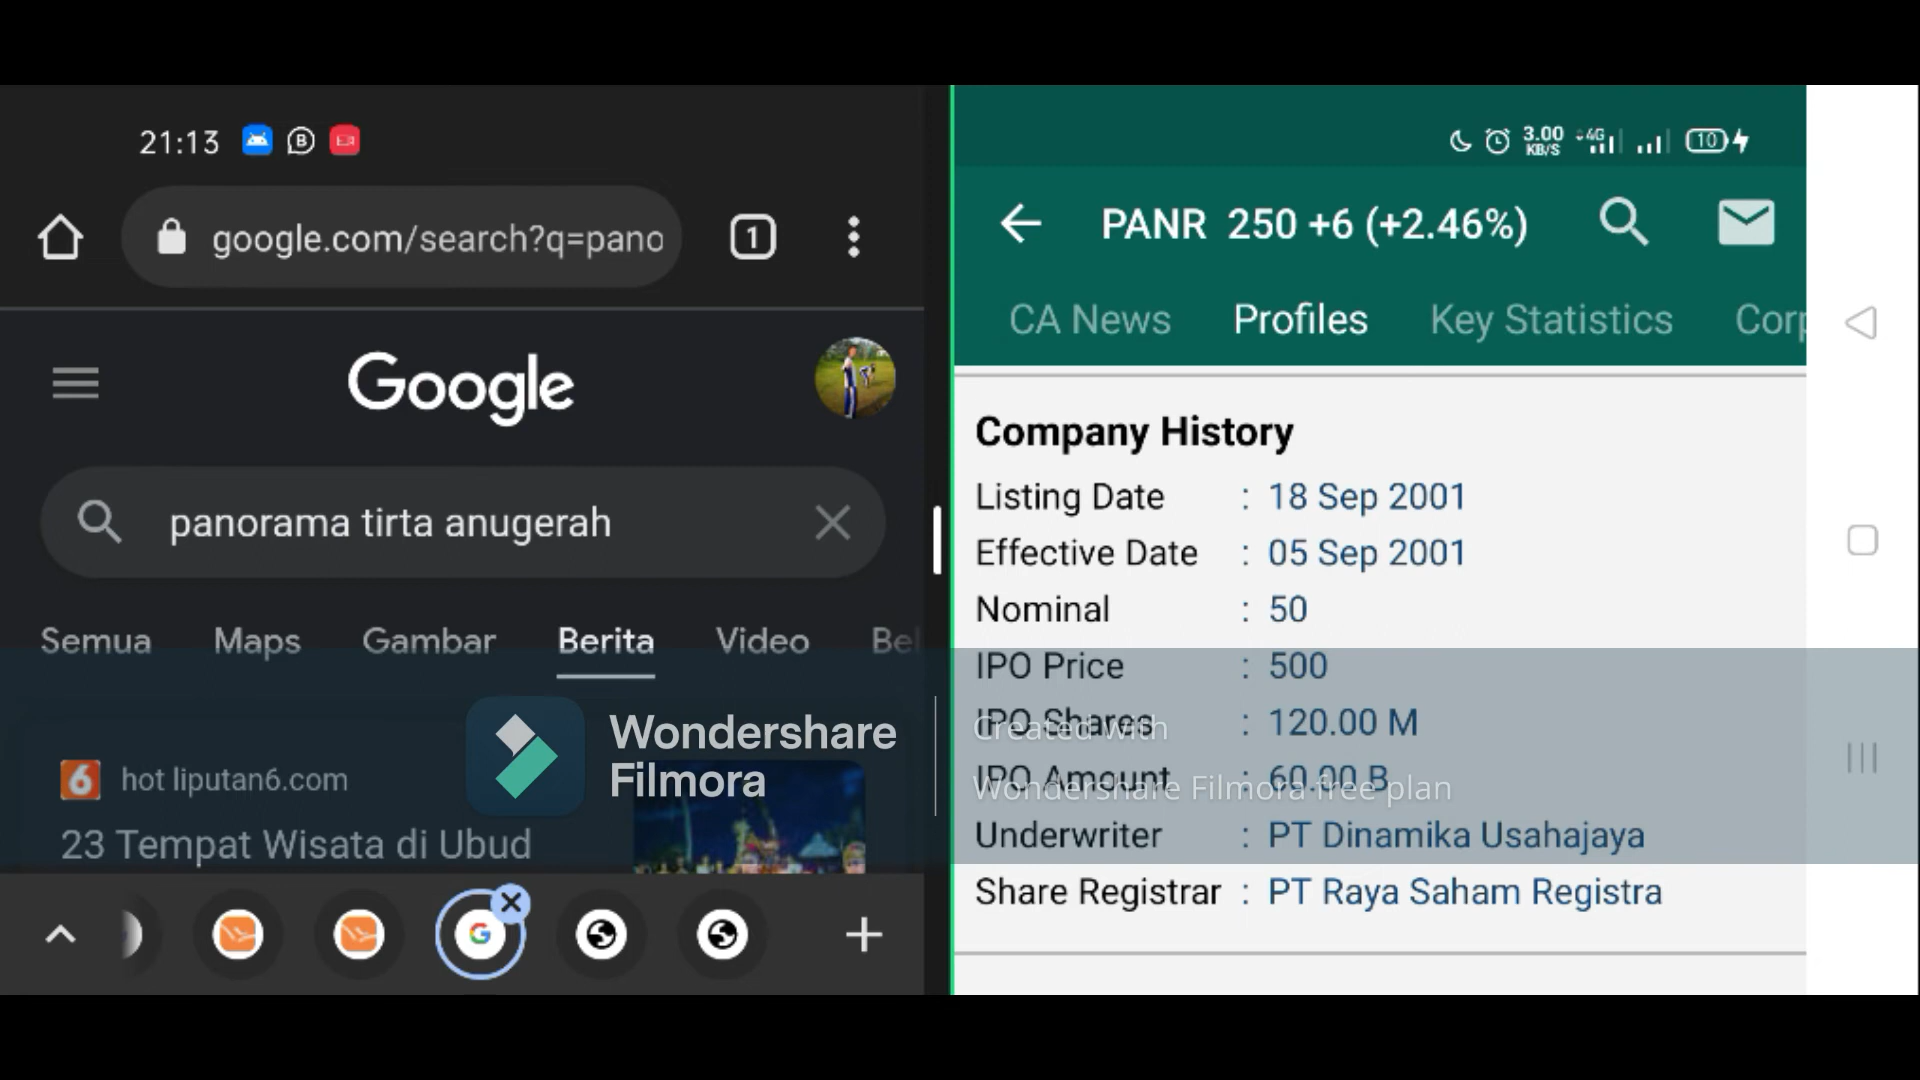 21:13
google.com/search?q=pano
1
Google
panorama tirta anugerah
Semua Maps Gambar Berita Video Bel
6 hot liputan6.com
23 Tempat Wisata di Ubud
Wondershare
Filmora
Created with
Wondershare Filmora free plan
3.00
KB/S
4G
10
PANR 250 +6 (+2.46%)
CA News Profiles Key Statistics Corp
Company History
Listing Date : 18 Sep 2001
Effective Date : 05 Sep 2001
Nominal : 50
IPO Price : 500
IPO Shares : 120.00 M
IPO Amount : 60.00 B
Underwriter : PT Dinamika Usahajaya
Share Registrar : PT Raya Saham Registra